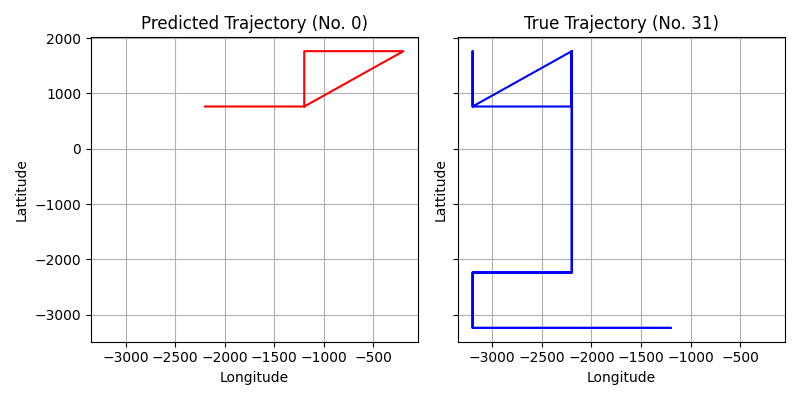 Predicted Trajectory (No. 0)
True Trajectory (No. 31)
2000
1000
0
−1000
−2000
−3000
Lattitude
Lattitude
−3000 −2500 −2000 −1500 −1000 −500
−3000 −2500 −2000 −1500 −1000 −500
Longitude
Longitude